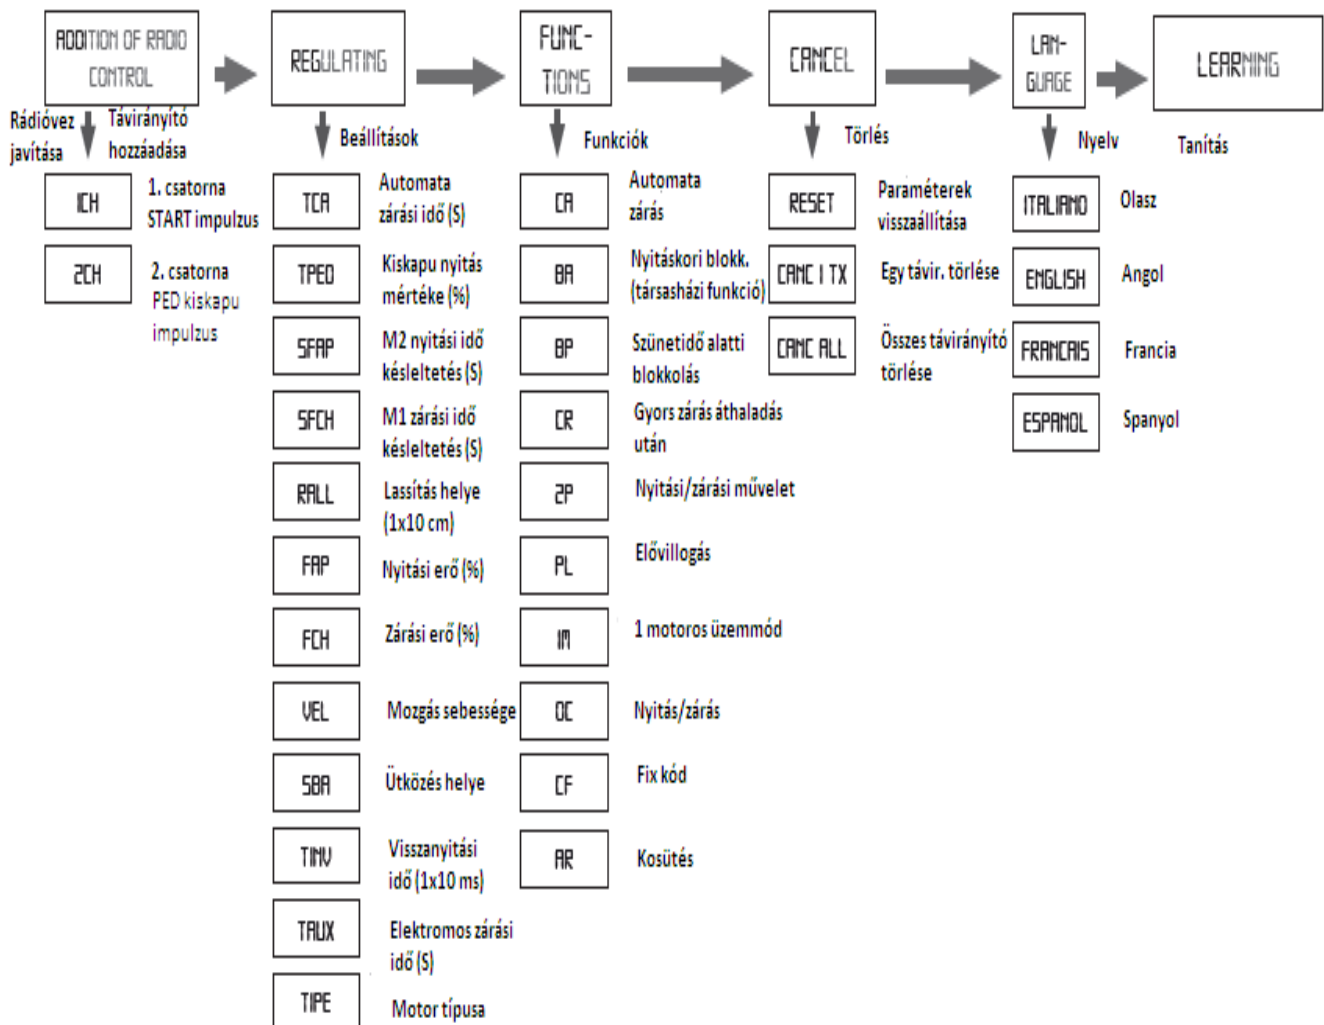 ADDITION OF RADIO
CONTROL
Rádióvez
javítása
Távirányító
hozzáadása
1CH
1. csatorna
START impulzus
2CH
2. csatorna
PED kiskapu
impulzus
REGULATING
Beállítások
TCA
Automata
zárási idő (S)
TPED
Kiskapu nyitás
mértéke (%)
SFAP
M2 nyitási idő
késleltetés (S)
SFCH
M1 zárási idő
késleltetés (S)
RALL
Lassítás helye
(1x10 cm)
FAP
Nyitási erő (%)
FCH
Zárási erő (%)
VEL
Mozgás sebessége
SBA
Ütközés helye
TINV
Visszanyitási
idő (1x10 ms)
TAUX
Elektromos zárási
idő (S)
TIPE
Motor típusa
FUNC-
TIONS
Funkciók
CA
Automata
zárás
BA
Nyitáskori blokk.
(társasházi funkció)
BP
Szünetidő alatti
blokkolás
CR
Gyors zárás áthaladás
után
2P
Nyitási/zárási művelet
PL
Elővillogás
1M
1 motoros üzemmód
OC
Nyitás/zárás
CF
Fix kód
AR
Kosütés
CANCEL
Törlés
RESET
Paraméterek
visszaállítása
CANC 1 TX
Egy távir. törlése
CANC ALL
Összes távirányító
törlése
LAN-
GUAGE
Nyelv
ITALIANO
Olasz
ENGLISH
Angol
FRANCAIS
Francia
ESPANOL
Spanyol
LEARNING
Tanítás